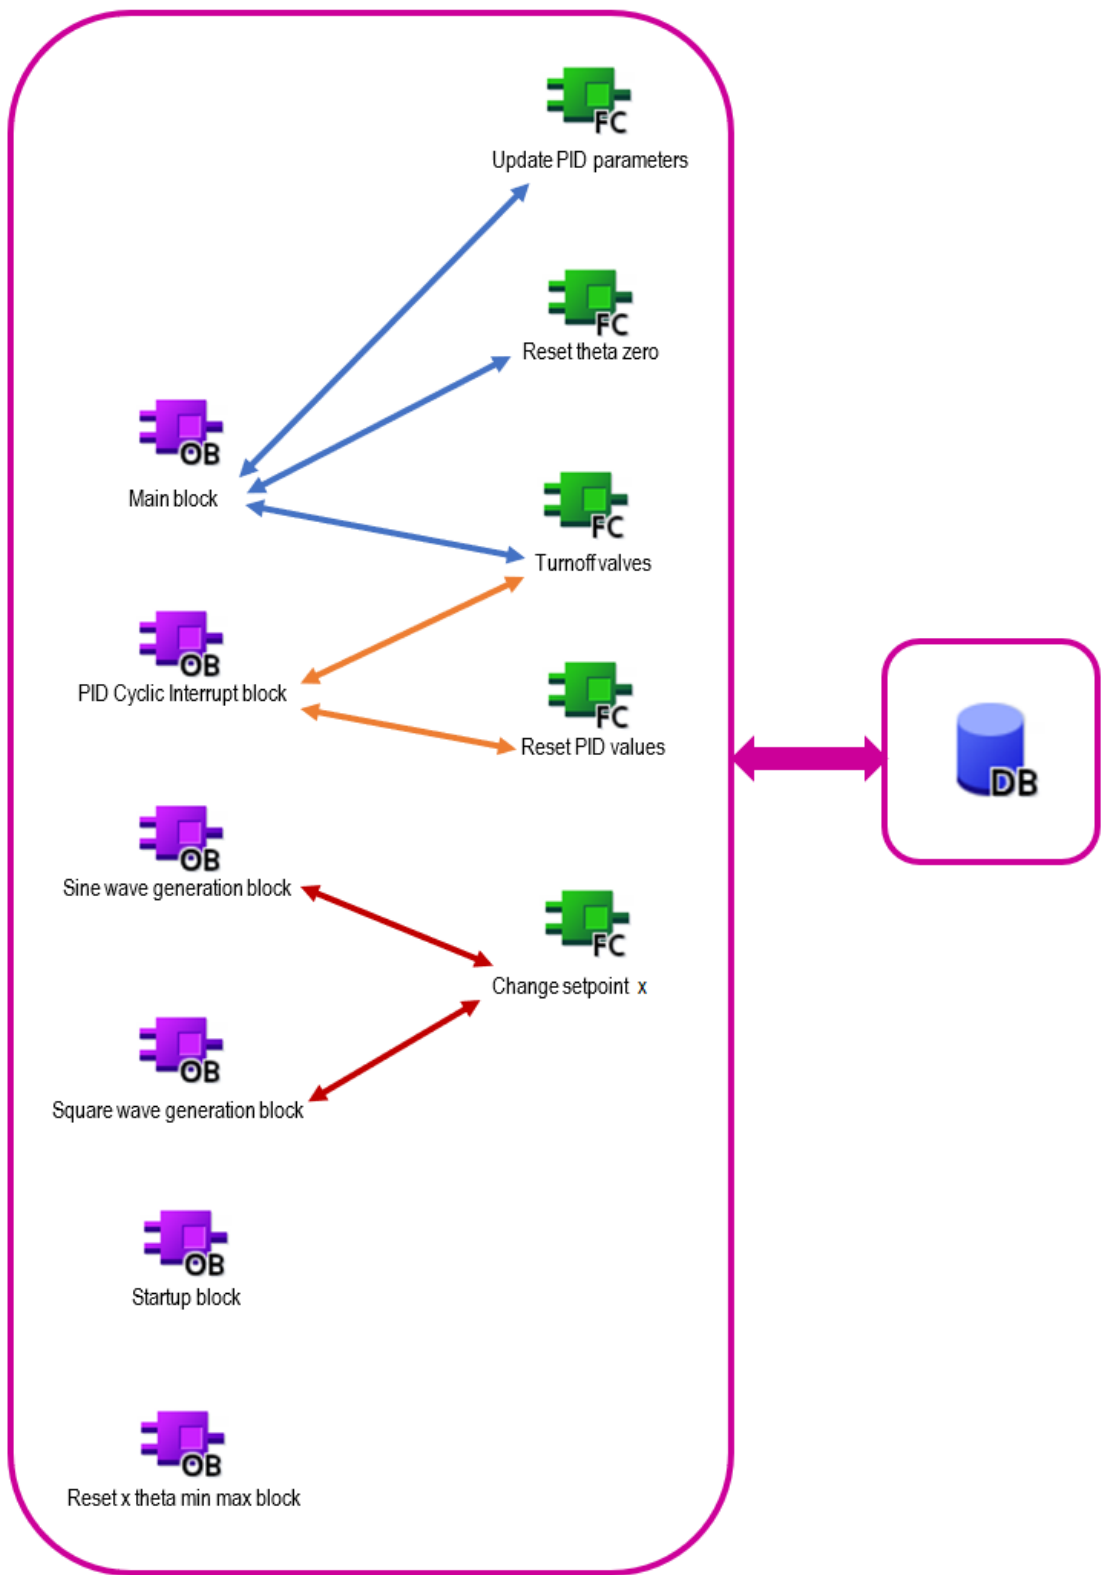 FC
Update PID parameters
FC
Reset theta zero
OB
Main block
FC
Turnoff valves
OB
PID Cyclic Interrupt block
FC
Reset PID values
DB
OB
Sine wave generation block
FC
Change setpoint x
OB
Square wave generation block
OB
Startup block
OB
Reset x theta min max block